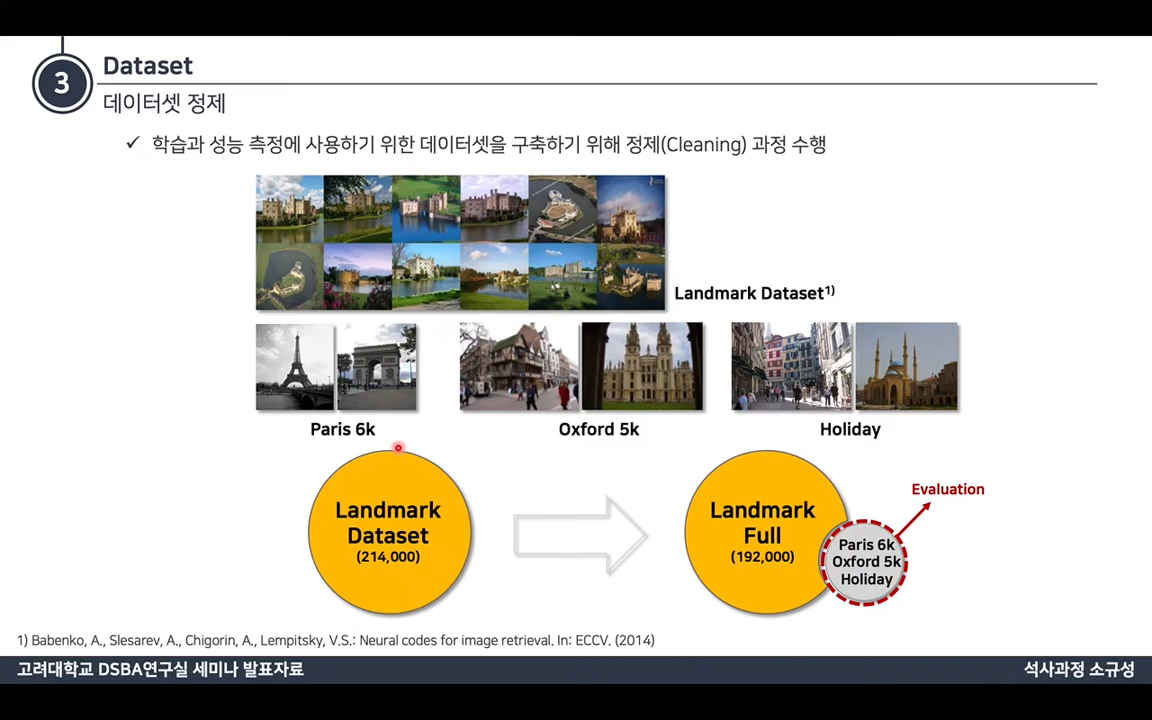 3
Dataset
데이터셋 정제
✓ 학습과 성능 측정에 사용하기 위한 데이터셋을 구축하기 위해 정제(Cleaning) 과정 수행
Landmark Dataset1)
Paris 6k
Oxford 5k
Holiday
Landmark
Dataset
(214,000)
Landmark
Full
(192,000)
Evaluation
Paris 6k
Oxford 5k
Holiday
1) Babenko, A., Slesarev, A., Chigorin, A., Lempitsky, V.S.: Neural codes for image retrieval. In: ECCV. (2014)
고려대학교 DSBA연구실 세미나 발표자료
석사과정 소규성